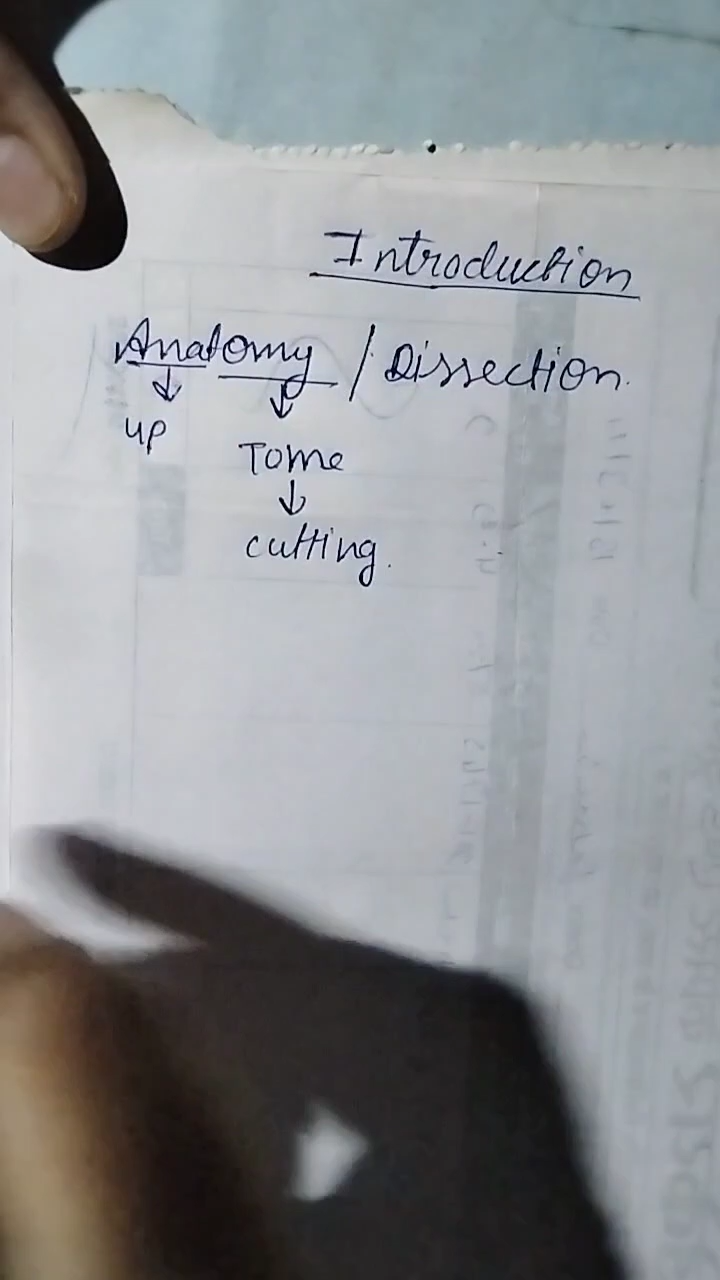 Introduction
Anatomy / Dissection.
up
Tome
cutting.